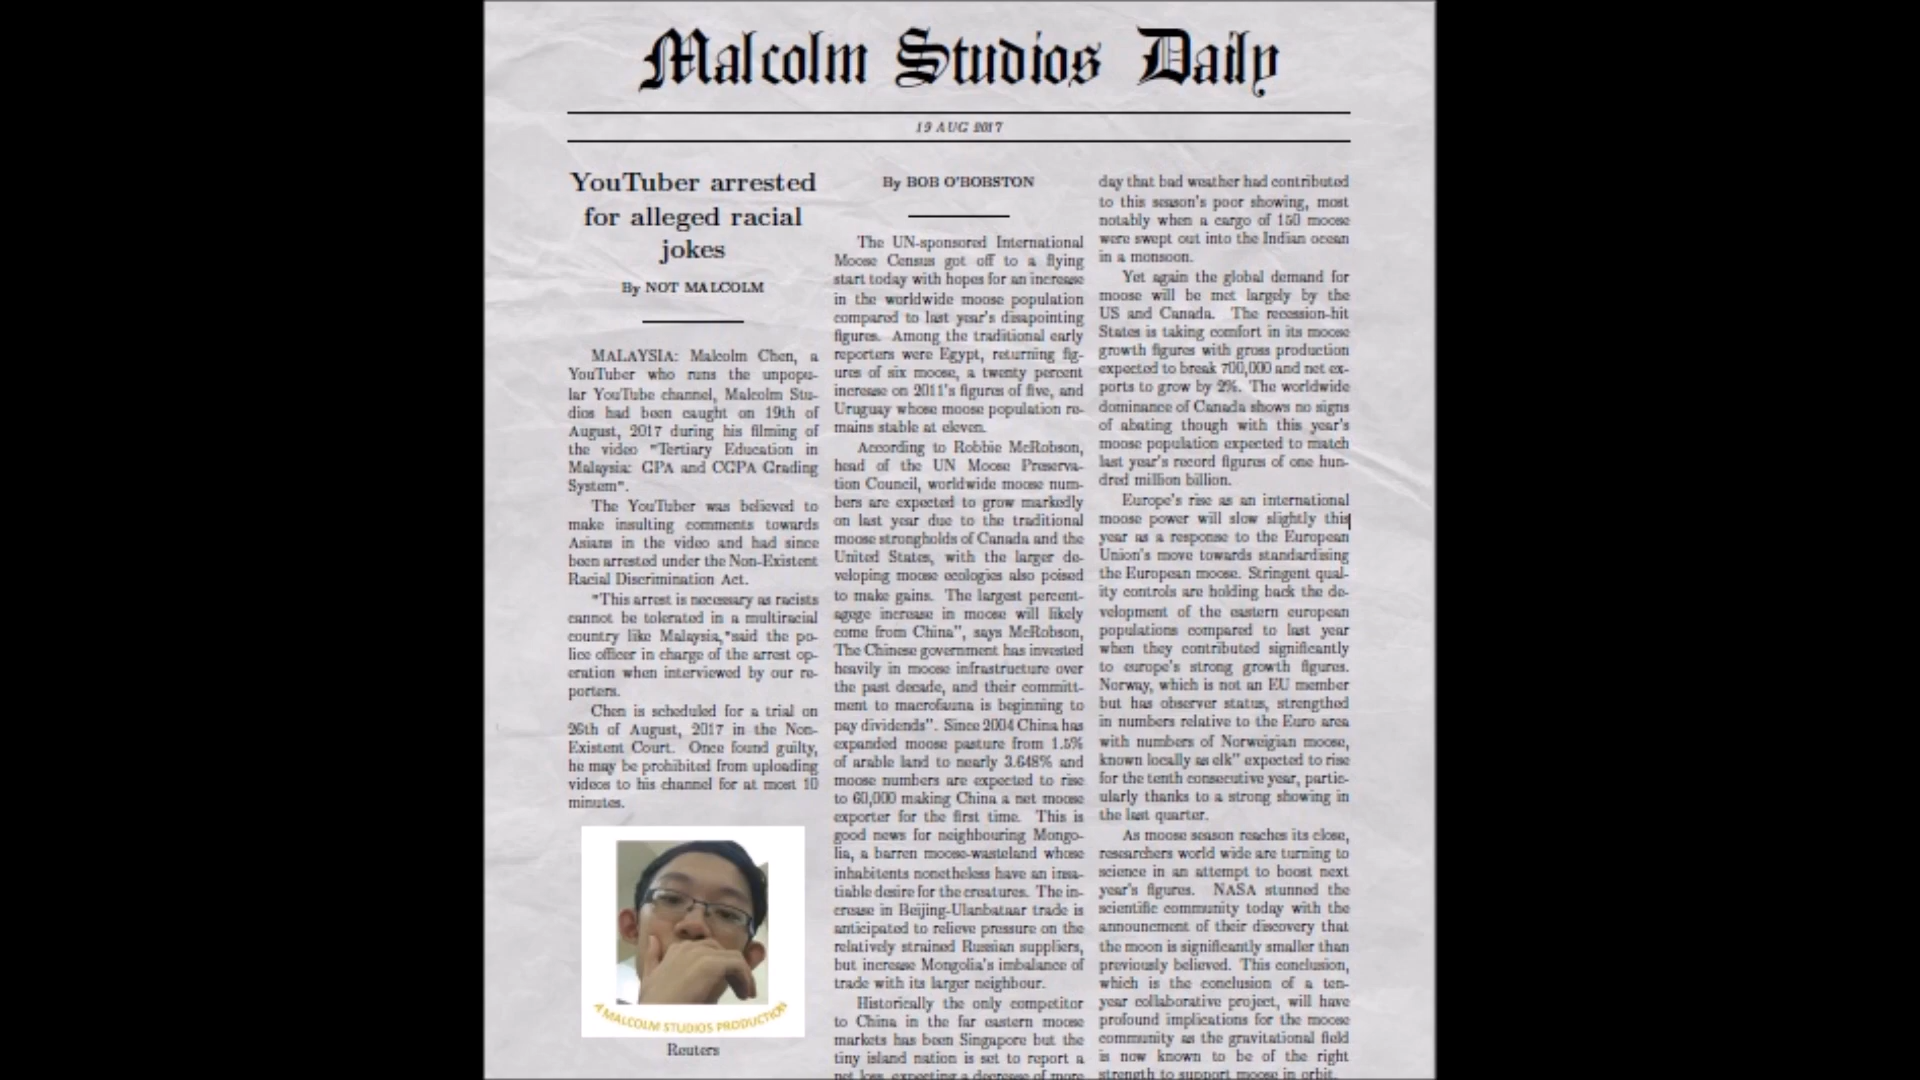 Malcolm Studios Daily
19 AUG 2017
YouTuber arrested
for alleged racial
jokes
By NOT MALCOLM
MALAYSIA: Malcolm Chen, a
YouTuber who runs the unpopu-
lar YouTube channel, Malcolm Stu-
dios had been caught on 19th of
August, 2017 during his filming of
the video "Tertiary Education in
Malaysia: GPA and CGPA Grading
System".
The YouTuber was believed to
make insulting comments towards
Asians in the video and had since
been arrested under the Non-Existent
Racial Discrimination Act.
"This arrest is necessary as racists
cannot be tolerated in a multiracial
country like Malaysia,"said the po-
lice officer in charge of the arrest op-
eration when interviewed by our re-
porters.
Chen is scheduled for a trial on
26th of August, 2017 in the Non-
Existent Court. Once found guilty,
he may be prohibited from uploading
videos to his channel for at most 10
minutes.
A MALCOLM STUDIOS PRODUCTION
Reuters
By BOB O'BOBSTON
The UN-sponsored International
Moose Census got off to a flying
start today with hopes for an increase
in the worldwide moose population
compared to last year's disapointing
figures. Among the traditional early
reporters were Egypt, returning fig-
ures of six moose, a twenty percent
increase on 2011's figures of five, and
Uruguay whose moose population re-
mains stable at eleven.
According to Robbie McRobson,
head of the UN Moose Preserva-
tion Council, worldwide moose num-
bers are expected to grow markedly
on last year due to the traditional
moose strongholds of Canada and the
United States, with the larger de-
veloping moose ecologies also poised
to make gains. The largest percent-
agege increase in moose will likely
come from China", says McRobson,
The Chinese government has invested
heavily in moose infrastructure over
the past decade, and their committ-
ment to macrofauna is beginning to
pay dividends". Since 2004 China has
expanded moose pasture from 1.5%
of arable land to nearly 3.648% and
moose numbers are expected to rise
to 60,000 making China a net moose
exporter for the first time. This is
good news for neighbouring Mongo-
lia, a barren moose-wasteland whose
inhabitents nonetheless have an insa-
tiable desire for the creatures. The in-
crease in Beijing-Ulanbataar trade is
anticipated to relieve pressure on the
relatively strained Russian suppliers,
but increase Mongolia's imbalance of
trade with its larger neighbour.
Historically the only competitor
to China in the far eastern moose
markets has been Singapore but the
tiny island nation is set to report a
net loss, expecting a decrease of more
day that bad weather had contributed
to this season's poor showing, most
notably when a cargo of 150 moose
were swept out into the Indian ocean
in a monsoon.
Yet again the global demand for
moose will be met largely by the
US and Canada. The recession-hit
States is taking comfort in its moose
growth figures with gross production
expected to break 700,000 and net ex-
ports to grow by 2%. The worldwide
dominance of Canada shows no signs
of abating though with this year's
moose population expected to match
last year's record figures of one hun-
dred million billion.
Europe's rise as an international
moose power will slow slightly this
year as a response to the European
Union's move towards standardising
the European moose. Stringent qual-
ity controls are holding back the de-
velopment of the eastern european
populations compared to last year
when they contributed significantly
to europe's strong growth figures.
Norway, which is not an EU member
but has observer status, strengthed
in numbers relative to the Euro area
with numbers of Norweigian moose,
known locally as elk" expected to rise
for the tenth consecutive year, partic-
ularly thanks to a strong showing in
the last quarter.
As moose season reaches its close,
researchers world wide are turning to
science in an attempt to boost next
year's figures. NASA stunned the
scientific community today with the
announcment of their discovery that
the moon is significantly smaller than
previously believed. This conclusion,
which is the conclusion of a ten-
year collaborative project, will have
profound implications for the moose
community as the gravitational field
is now known to be of the right
strength to support moose in orbit.